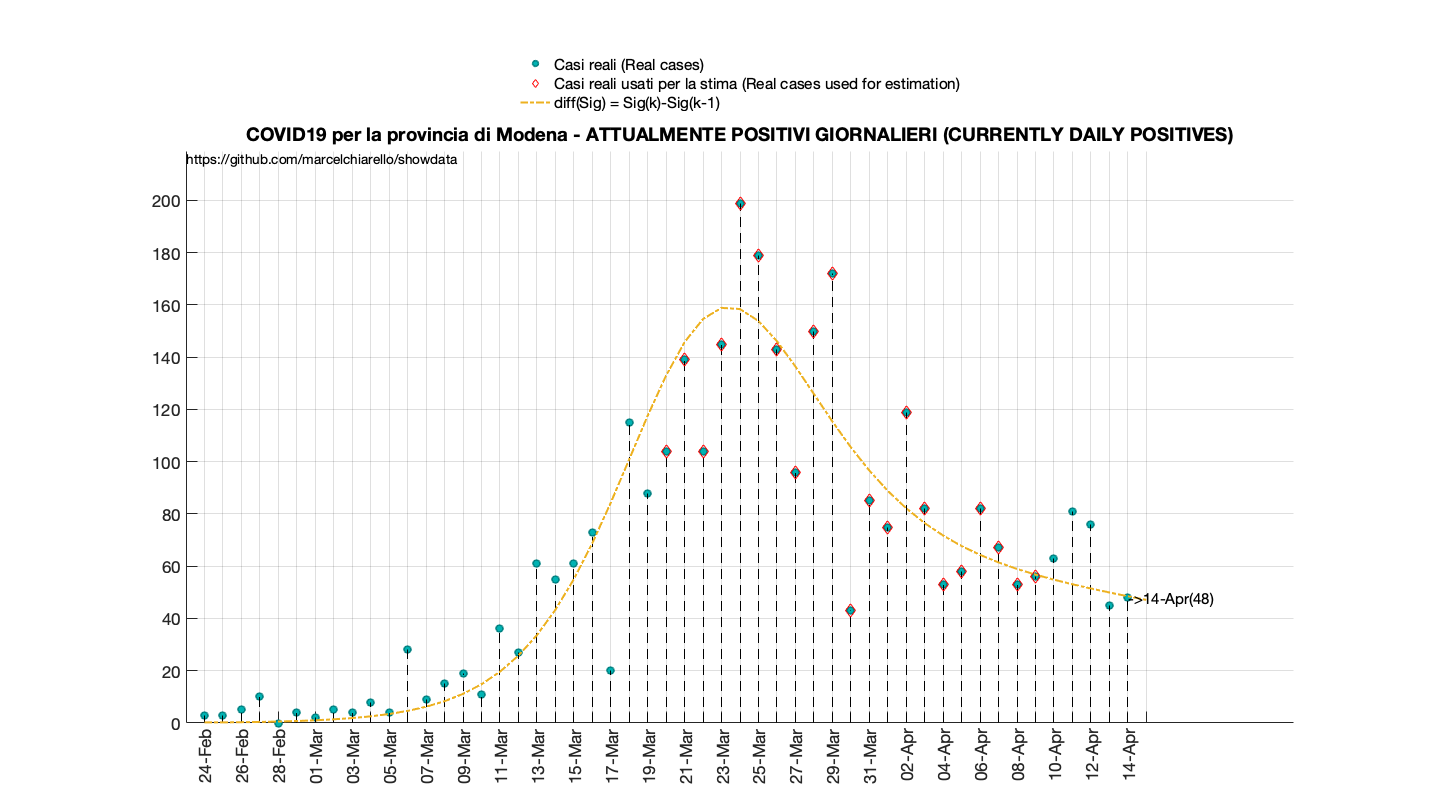 Casi reali (Real cases)
Casi reali usati per la stima (Real cases used for estimation)
diff(Sig) = Sig(k)-Sig(k-1)
COVID19 per la provincia di Modena - ATTUALMENTE POSITIVI GIORNALIERI (CURRENTLY DAILY POSITIVES)
https://github.com/marcelchiarello/showdata
200
180
160
140
120
100
80
60
40
20
0
->14-Apr(48)
24-Feb
26-Feb
28-Feb
01-Mar
03-Mar
05-Mar
07-Mar
09-Mar
11-Mar
13-Mar
15-Mar
17-Mar
19-Mar
21-Mar
23-Mar
25-Mar
27-Mar
29-Mar
31-Mar
02-Apr
04-Apr
06-Apr
08-Apr
10-Apr
12-Apr
14-Apr